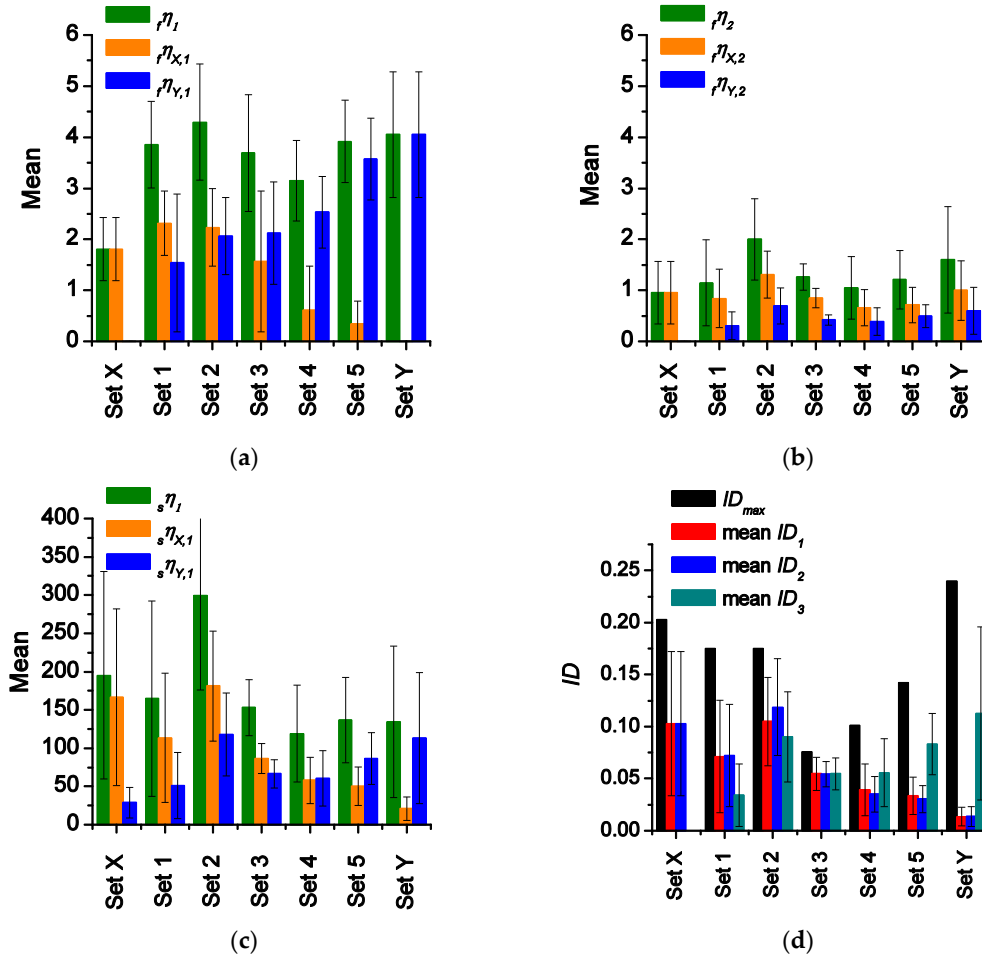 fη1
fηX,1
fηY,1
6
5
4
3
2
1
0
Mean
Set X
Set 1
Set 2
Set 3
Set 4
Set 5
Set Y
(a)
fη2
fηX,2
fηY,2
6
5
4
3
2
1
0
Mean
Set X
Set 1
Set 2
Set 3
Set 4
Set 5
Set Y
(b)
sη1
sηX,1
sηY,1
400
350
300
250
200
150
100
50
0
Mean
Set X
Set 1
Set 2
Set 3
Set 4
Set 5
Set Y
(c)
IDmax
mean ID1
mean ID2
mean ID3
0.25
0.20
0.15
0.10
0.05
0.00
ID
Set X
Set 1
Set 2
Set 3
Set 4
Set 5
Set Y
(d)